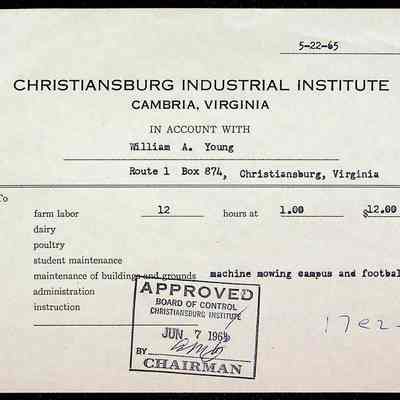 5-22-65
CHRISTIANSBURG INDUSTRIAL INSTITUTE
CAMBRIA, VIRGINIA
IN ACCOUNT WITH
William A. Young
Route 1 Box 874, Christiansburg, Virginia
To
farm labor 12 hours at 1.00 $12.00
dairy
poultry
student maintenance
maintenance of buildings and grounds machine mowing campus and footbal
administration
instruction
APPROVED
BOARD OF CONTROL
CHRISTIANSBURG INSTITUTE
JUN 7 1965
BY
CHAIRMAN
17e2-